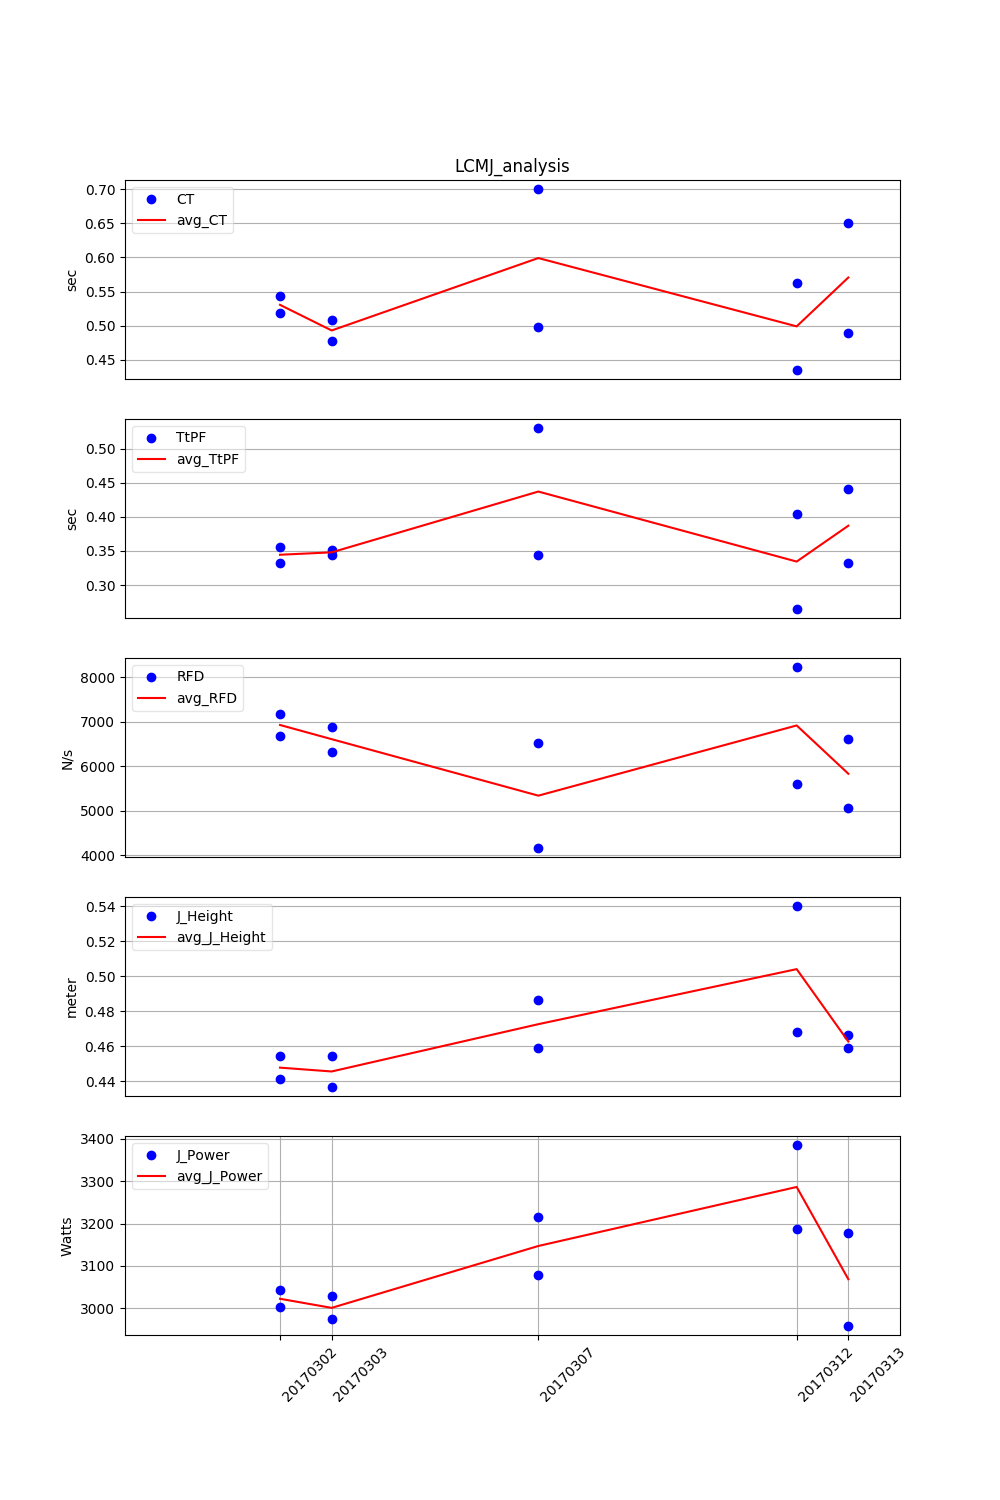 LCMJ_analysis
CT
avg_CT
0.70
0.65
0.60
0.55
0.50
0.45
sec
TtPF
avg_TtPF
0.50
0.45
0.40
0.35
0.30
sec
RFD
avg_RFD
8000
7000
6000
5000
4000
N/s
J_Height
avg_J_Height
0.54
0.52
0.50
0.48
0.46
0.44
meter
J_Power
avg_J_Power
3400
3300
3200
3100
3000
Watts
20170302
20170303
20170307
20170312
20170313